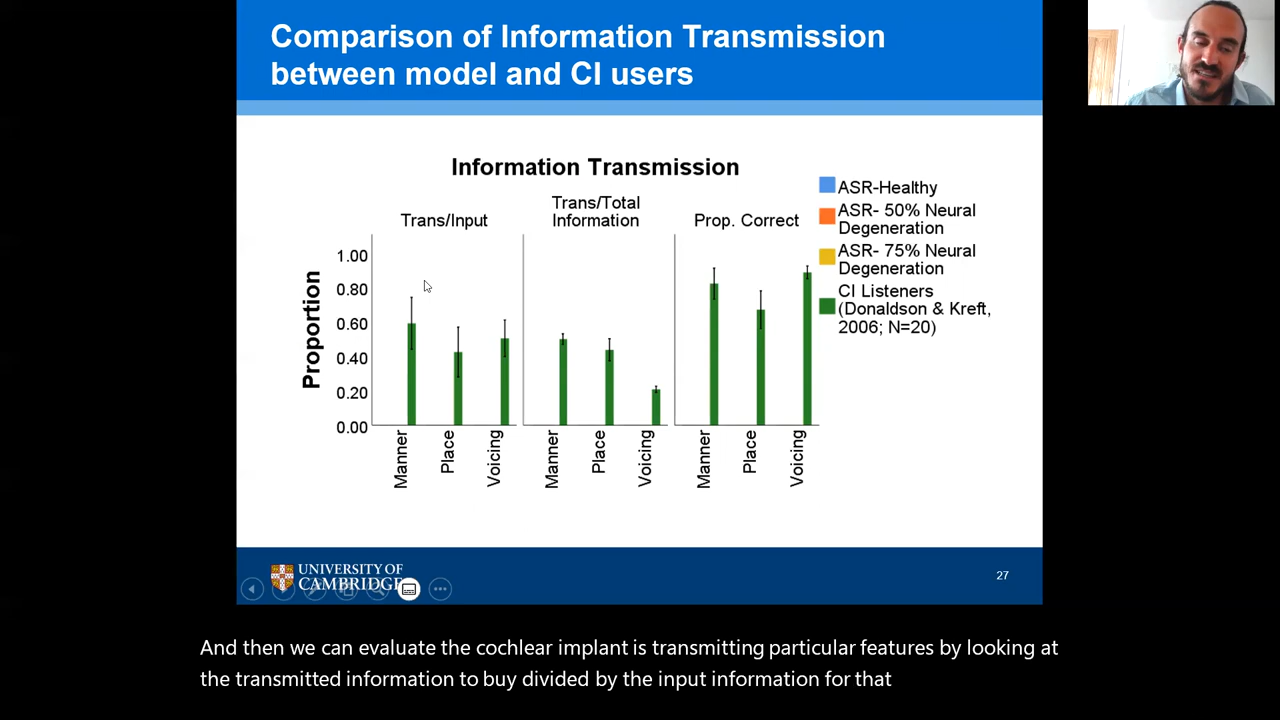 Comparison of Information Transmission
between model and CI users
Information Transmission
Trans/Input
Trans/Total
Information
Prop. Correct
ASR-Healthy
ASR- 50% Neural
Degeneration
ASR- 75% Neural
Degeneration
CI Listeners
(Donaldson & Kreft,
2006; N=20)
Proportion
1.00
0.80
0.60
0.40
0.20
0.00
Manner
Place
Voicing
Manner
Place
Voicing
Manner
Place
Voicing
UNIVERSITY OF
CAMBRIDGE
27
And then we can evaluate the cochlear implant is transmitting particular features by looking at
the transmitted information to buy divided by the input information for that